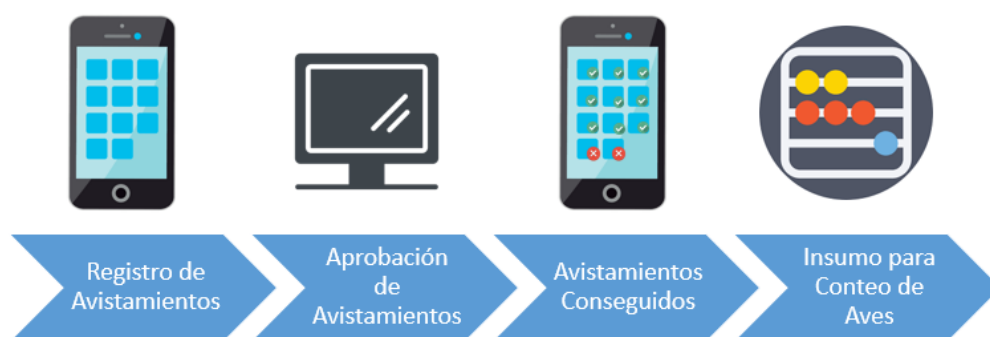 Registro de
Avistamientos
Aprobación
de
Avistamientos
Avistamientos
Conseguidos
Insumo para
Conteo de
Aves